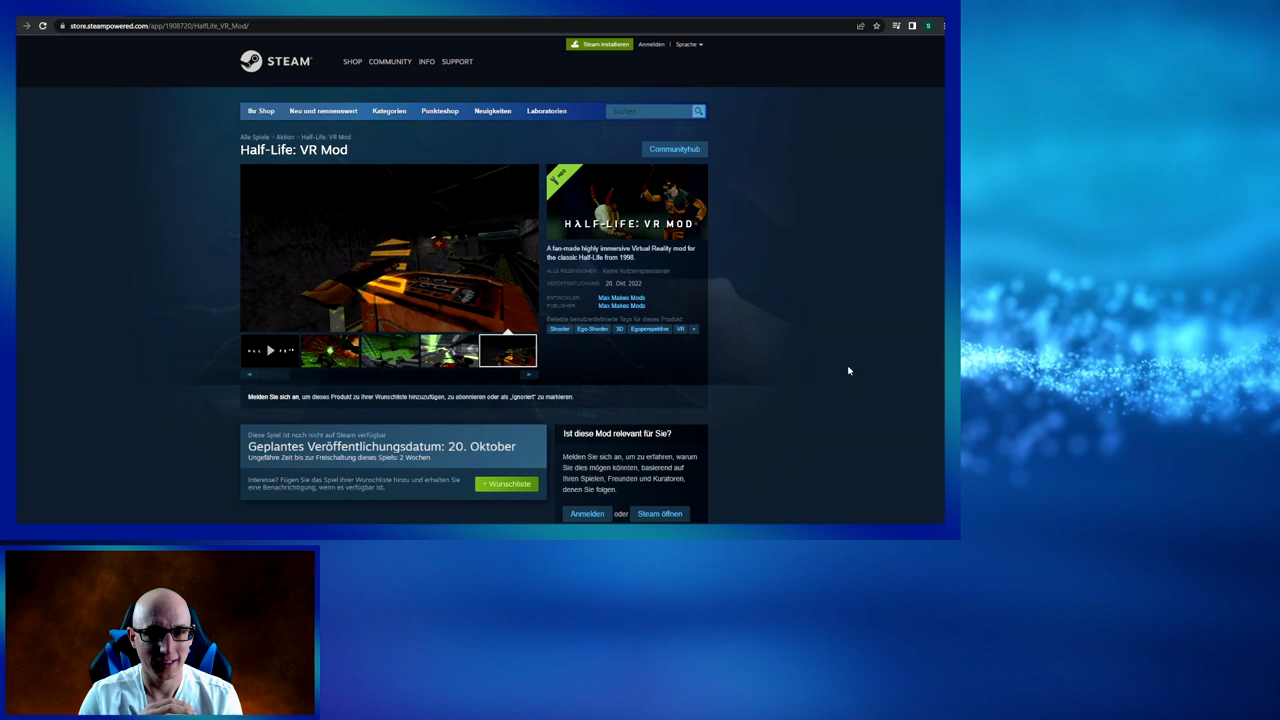 store.steampowered.com/app/1908720/HalfLife_VR_Mod/
S
Steam installieren Anmelden | Sprache
STEAM
SHOP COMMUNITY INFO SUPPORT
Ihr Shop Neu und nennenswert Kategorien Punkteshop Neuigkeiten Laboratorien Suchen
Alle Spiele > Aktion > Half-Life: VR Mod
Half-Life: VR Mod
Communityhub
MOD
HλLF-LIFE: VR MOD
A fan-made highly immersive Virtual Reality mod for
the classic Half-Life from 1998.
ALLE REZENSIONEN: Keine Nutzerrezensionen
VERÖFFENTLICHUNG: 20. Okt. 2022
ENTWICKLER: Max Makes Mods
PUBLISHER: Max Makes Mods
Beliebte benutzerdefinierte Tags für dieses Produkt:
Shooter Ego-Shooter 3D Egoperspektive VR +
Melden Sie sich an, um dieses Produkt zu Ihrer Wunschliste hinzuzufügen, zu abonnieren oder als „Ignoriert“ zu markieren.
Diese Spiel ist noch nicht auf Steam verfügbar
Geplantes Veröffentlichungsdatum: 20. Oktober
Ungefähre Zeit bis zur Freischaltung dieses Spiels: 2 Wochen
Interesse? Fügen Sie das Spiel Ihrer Wunschliste hinzu und erhalten Sie
eine Benachrichtigung, wenn es verfügbar ist.
+ Wunschliste
Ist diese Mod relevant für Sie?
Melden Sie sich an, um zu erfahren, warum
Sie dies mögen könnten, basierend auf
Ihren Spielen, Freunden und Kuratoren,
denen Sie folgen.
Anmelden oder Steam öffnen